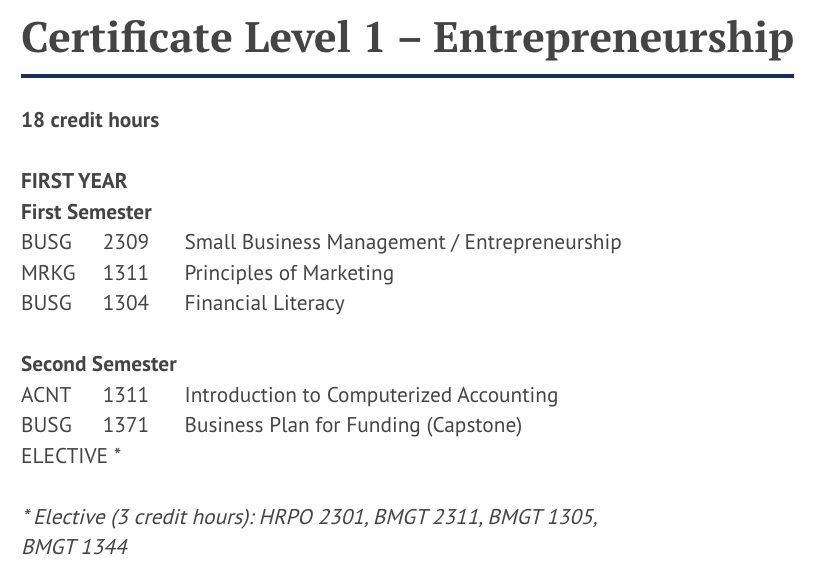 Certificate Level 1 – Entrepreneurship
18 credit hours
FIRST YEAR
First Semester
BUSG 2309 Small Business Management / Entrepreneurship
MRKG 1311 Principles of Marketing
BUSG 1304 Financial Literacy
Second Semester
ACNT 1311 Introduction to Computerized Accounting
BUSG 1371 Business Plan for Funding (Capstone)
ELECTIVE *
* Elective (3 credit hours): HRPO 2301, BMGT 2311, BMGT 1305,
BMGT 1344